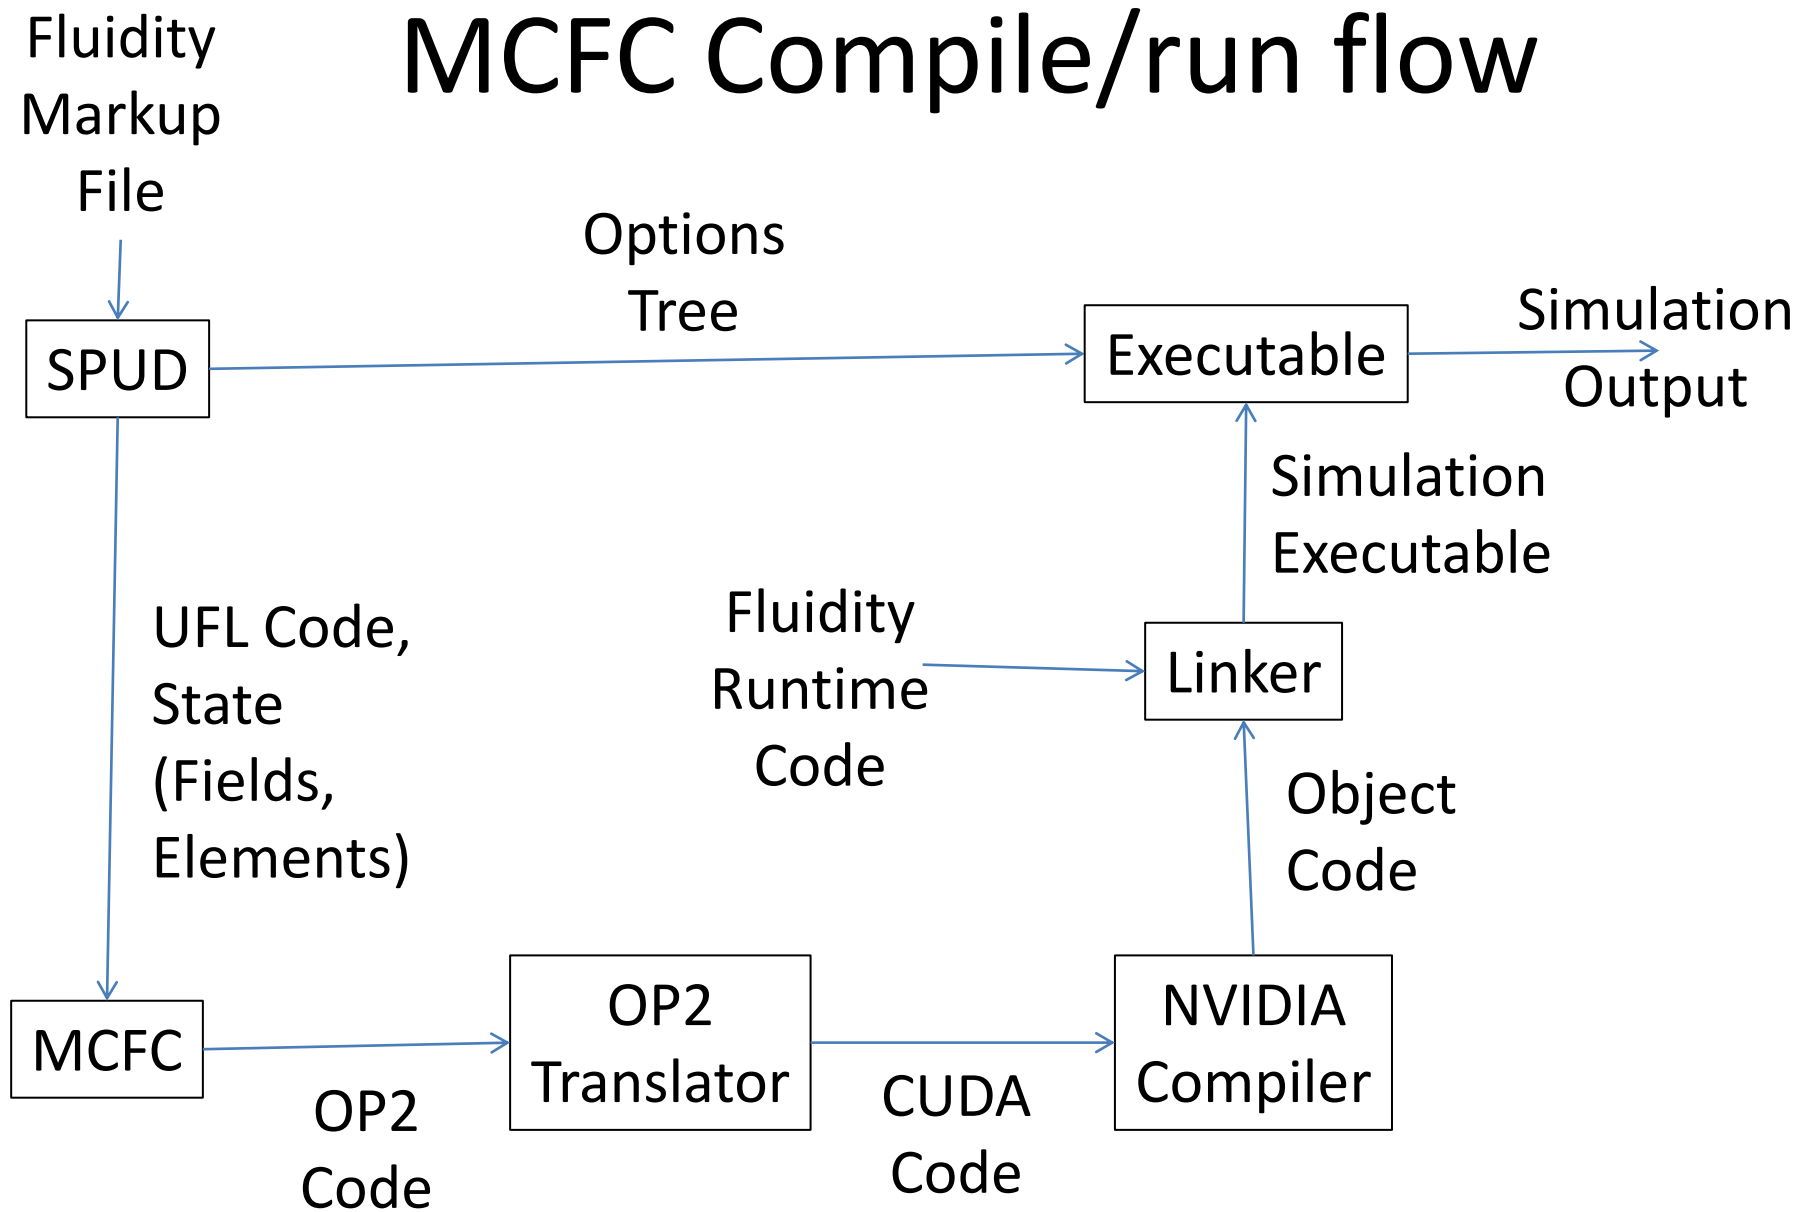 MCFC Compile/run flow
Fluidity
Markup
File
Options
Tree
SPUD
Executable
Simulation
Output
Simulation
Executable
UFL Code,
State
(Fields,
Elements)
Fluidity
Runtime
Code
Linker
Object
Code
MCFC
OP2
Code
OP2
Translator
CUDA
Code
NVIDIA
Compiler